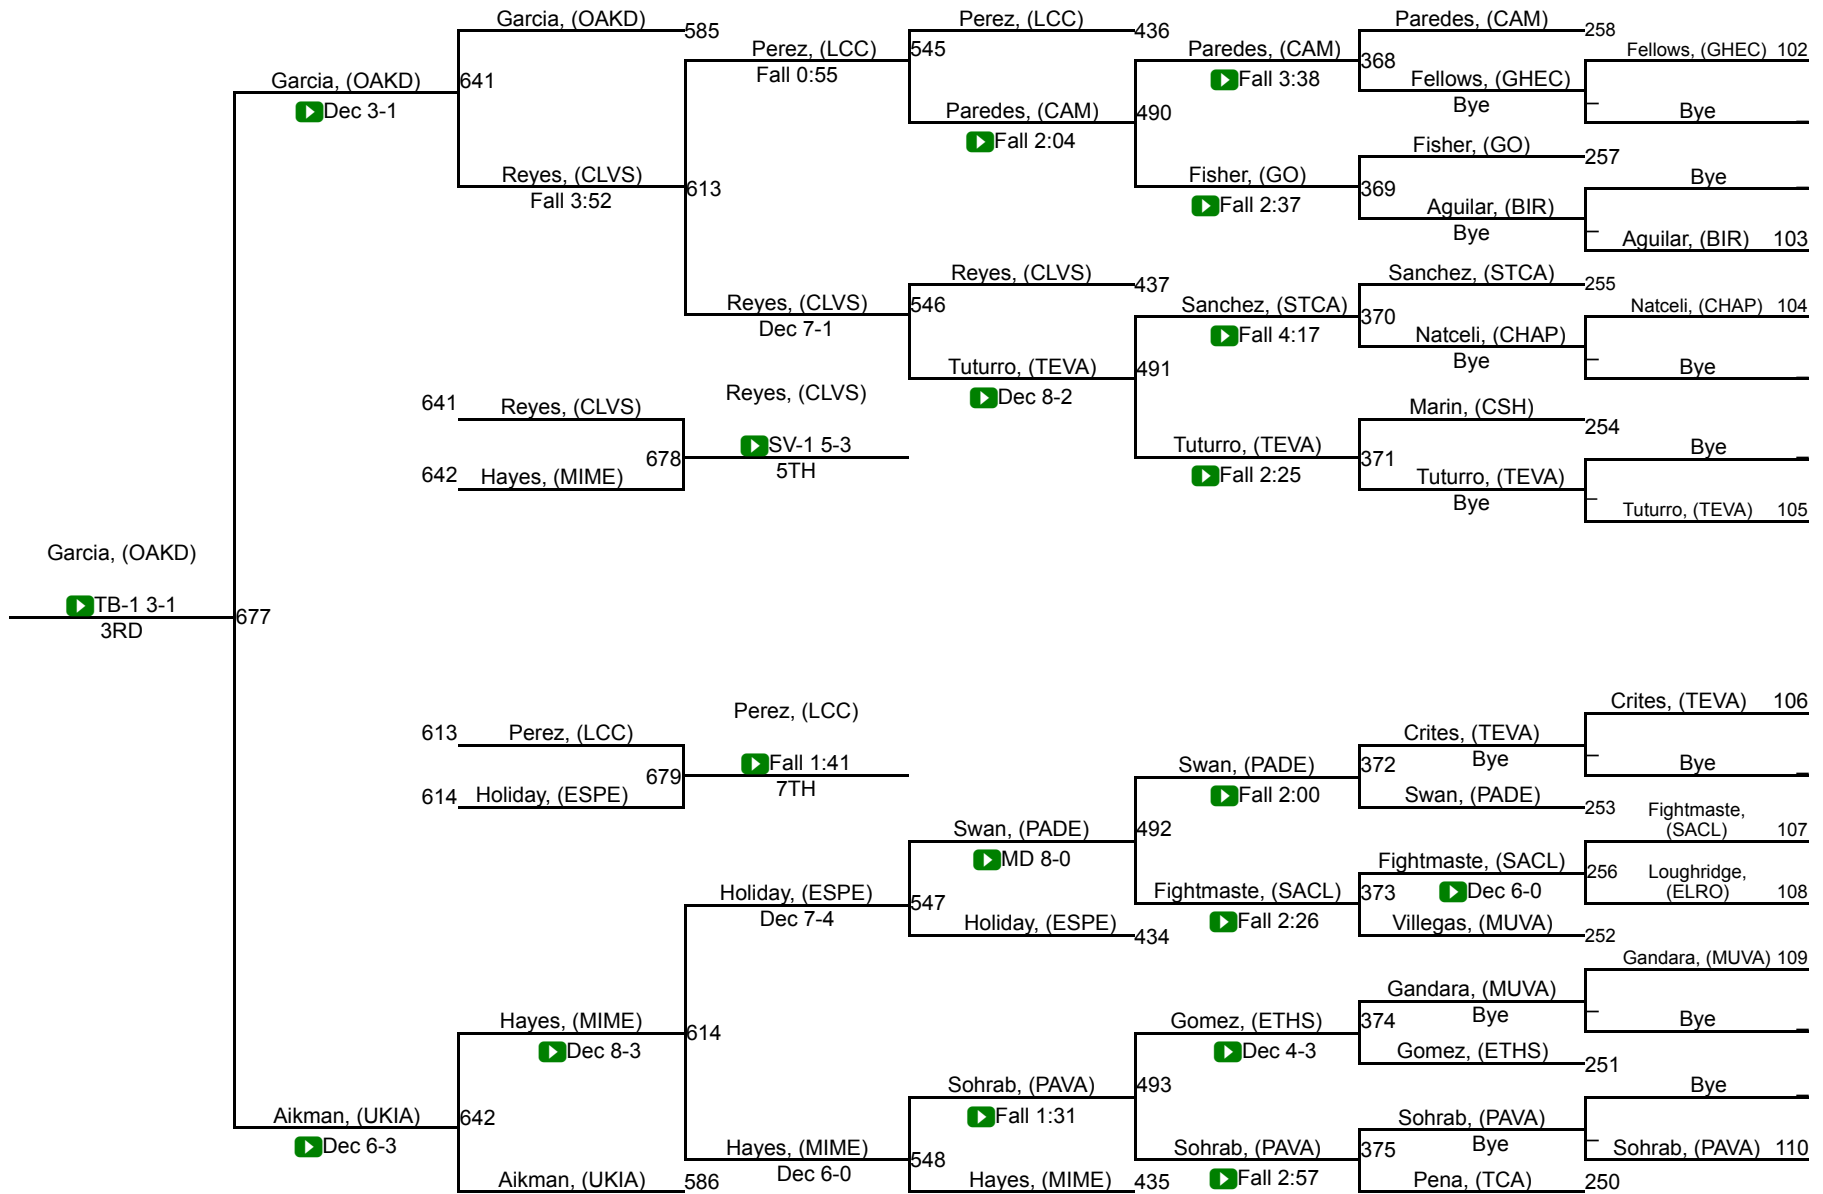 Garcia, (OAKD)
585
Perez, (LCC)
436
Paredes, (CAM)
258
Fellows, (GHEC) 102
Perez, (LCC)
545
Fall 0:55
Paredes, (CAM)
368
Fall 3:38
Fellows, (GHEC)
Bye
Garcia, (OAKD)
641
Dec 3-1
Paredes, (CAM)
490
Fall 2:04
Bye
Fisher, (GO)
257
Reyes, (CLVS)
613
Fall 3:52
Fisher, (GO)
369
Fall 2:37
Bye
Aguilar, (BIR)
Bye
Aguilar, (BIR) 103
Reyes, (CLVS)
437
Sanchez, (STCA)
255
Reyes, (CLVS)
546
Dec 7-1
Sanchez, (STCA)
370
Fall 4:17
Natceli, (CHAP) 104
Natceli, (CHAP)
Bye
Tuturro, (TEVA)
491
Dec 8-2
Bye
641
Reyes, (CLVS)
Reyes, (CLVS)
Marin, (CSH)
254
678
SV-1 5-3
5TH
Tuturro, (TEVA)
371
Fall 2:25
Bye
642
Hayes, (MIME)
Tuturro, (TEVA)
Bye
Tuturro, (TEVA) 105
Garcia, (OAKD)
TB-1 3-1
3RD
677
Crites, (TEVA) 106
613
Perez, (LCC)
Perez, (LCC)
Crites, (TEVA)
Bye
679
Fall 1:41
7TH
Swan, (PADE)
372
Fall 2:00
Bye
614
Holiday, (ESPE)
Swan, (PADE)
253
Fightmaste,
(SACL) 107
Swan, (PADE)
492
MD 8-0
Fightmaste, (SACL)
256
Dec 6-0
Loughridge,
(ELRO) 108
Holiday, (ESPE)
547
Dec 7-4
Fightmaste, (SACL)
373
Fall 2:26
Holiday, (ESPE)
434
Villegas, (MUVA)
252
Gandara, (MUVA) 109
Gandara, (MUVA)
Bye
Hayes, (MIME)
614
Dec 8-3
Gomez, (ETHS)
374
Dec 4-3
Bye
Gomez, (ETHS)
251
Sohrab, (PAVA)
493
Fall 1:31
Bye
Aikman, (UKIA)
642
Dec 6-3
Sohrab, (PAVA)
Bye
Hayes, (MIME)
548
Dec 6-0
Sohrab, (PAVA)
375
Fall 2:57
Sohrab, (PAVA) 110
Aikman, (UKIA)
586
Hayes, (MIME)
435
Pena, (TCA)
250